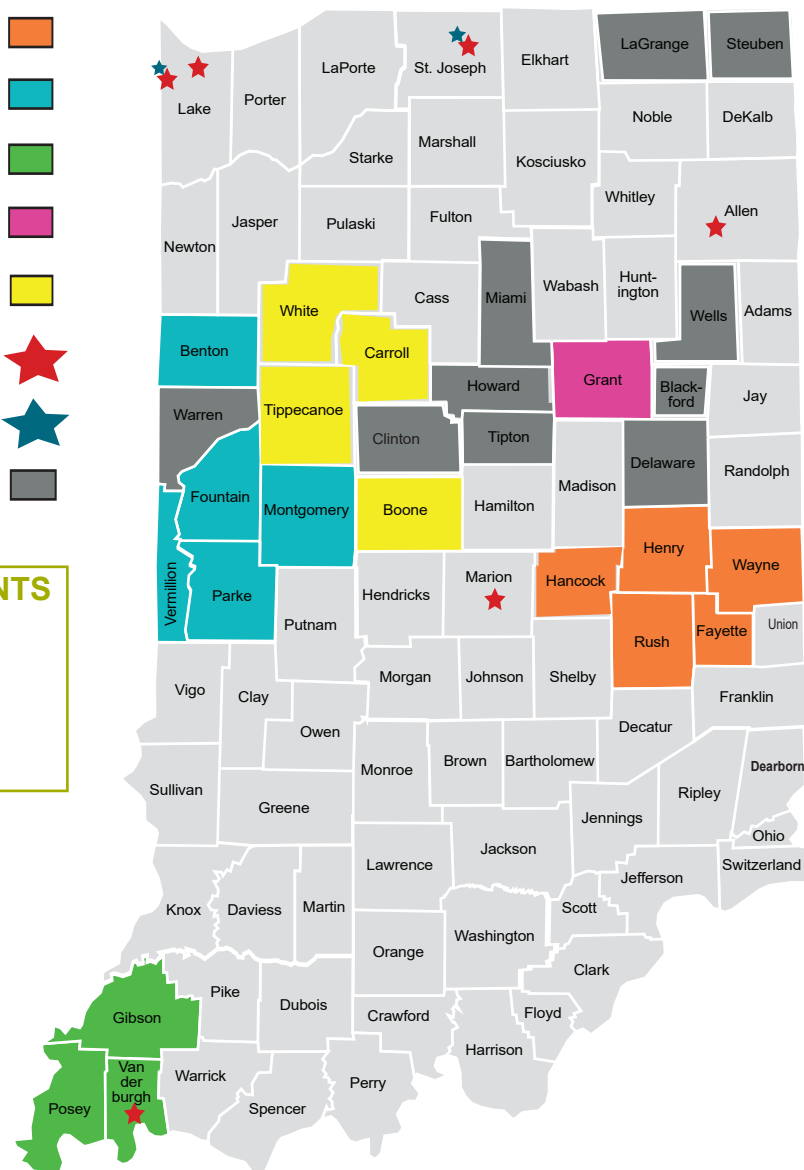 LaGrange
Steuben
Elkhart
LaPorte
St. Joseph
Lake
Porter
Noble
DeKalb
Marshall
Starke
Kosciusko
Whitley
Allen
Jasper
Pulaski
Fulton
Newton
White
Cass
Miami
Wabash
Hunt-
ington
Wells
Adams
Benton
Carroll
Howard
Grant
Black-
ford
Jay
Warren
Tippecanoe
Clinton
Tipton
Delaware
Randolph
Fountain
Montgomery
Boone
Hamilton
Madison
Henry
Wayne
Vermillion
Parke
Hendricks
Marion
Hancock
NTS
Putnam
Rush
Fayette
Union
Vigo
Clay
Morgan
Johnson
Shelby
Franklin
Owen
Decatur
Sullivan
Monroe
Brown
Bartholomew
Dearborn
Greene
Jennings
Ripley
Ohio
Lawrence
Jackson
Switzerland
Jefferson
Knox
Daviess
Martin
Scott
Orange
Washington
Clark
Pike
Dubois
Gibson
Crawford
Floyd
Harrison
Van
der
burgh
Warrick
Perry
Posey
Spencer